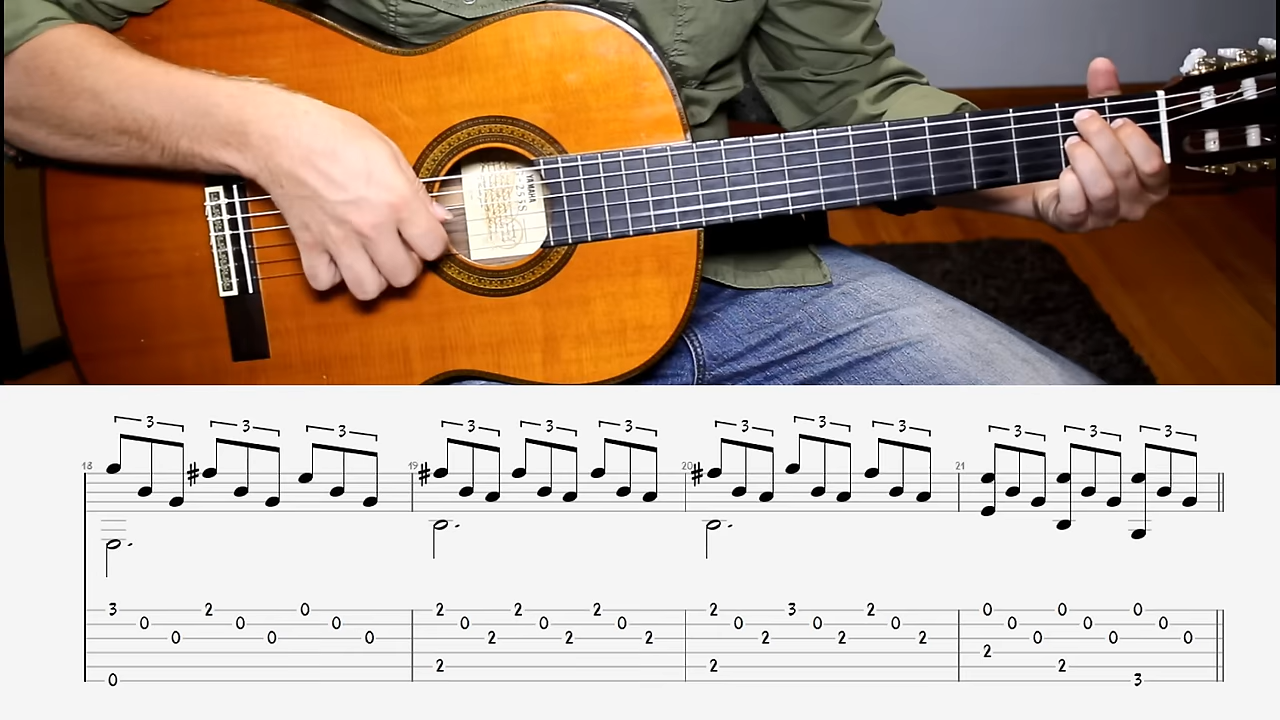 YAMAHA
3 3 3 3 3 3 3 3 3 3 3 3
18 19 20 21
3 2 0 2 2 2 2 3 2 0 0 0
0 0 0 0 0 0 0 0 0 0 0 0
0 0 0 2 2 2 2 2 2 0 0 0
2
2 2 2
0 3